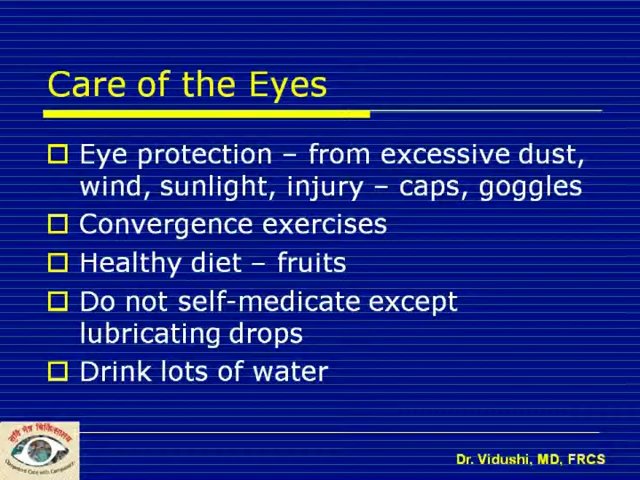 Care of the Eyes
Eye protection – from excessive dust,
wind, sunlight, injury – caps, goggles
Convergence exercises
Healthy diet – fruits
Do not self-medicate except
lubricating drops
Drink lots of water
Dr. Vidushi, MD, FRCS